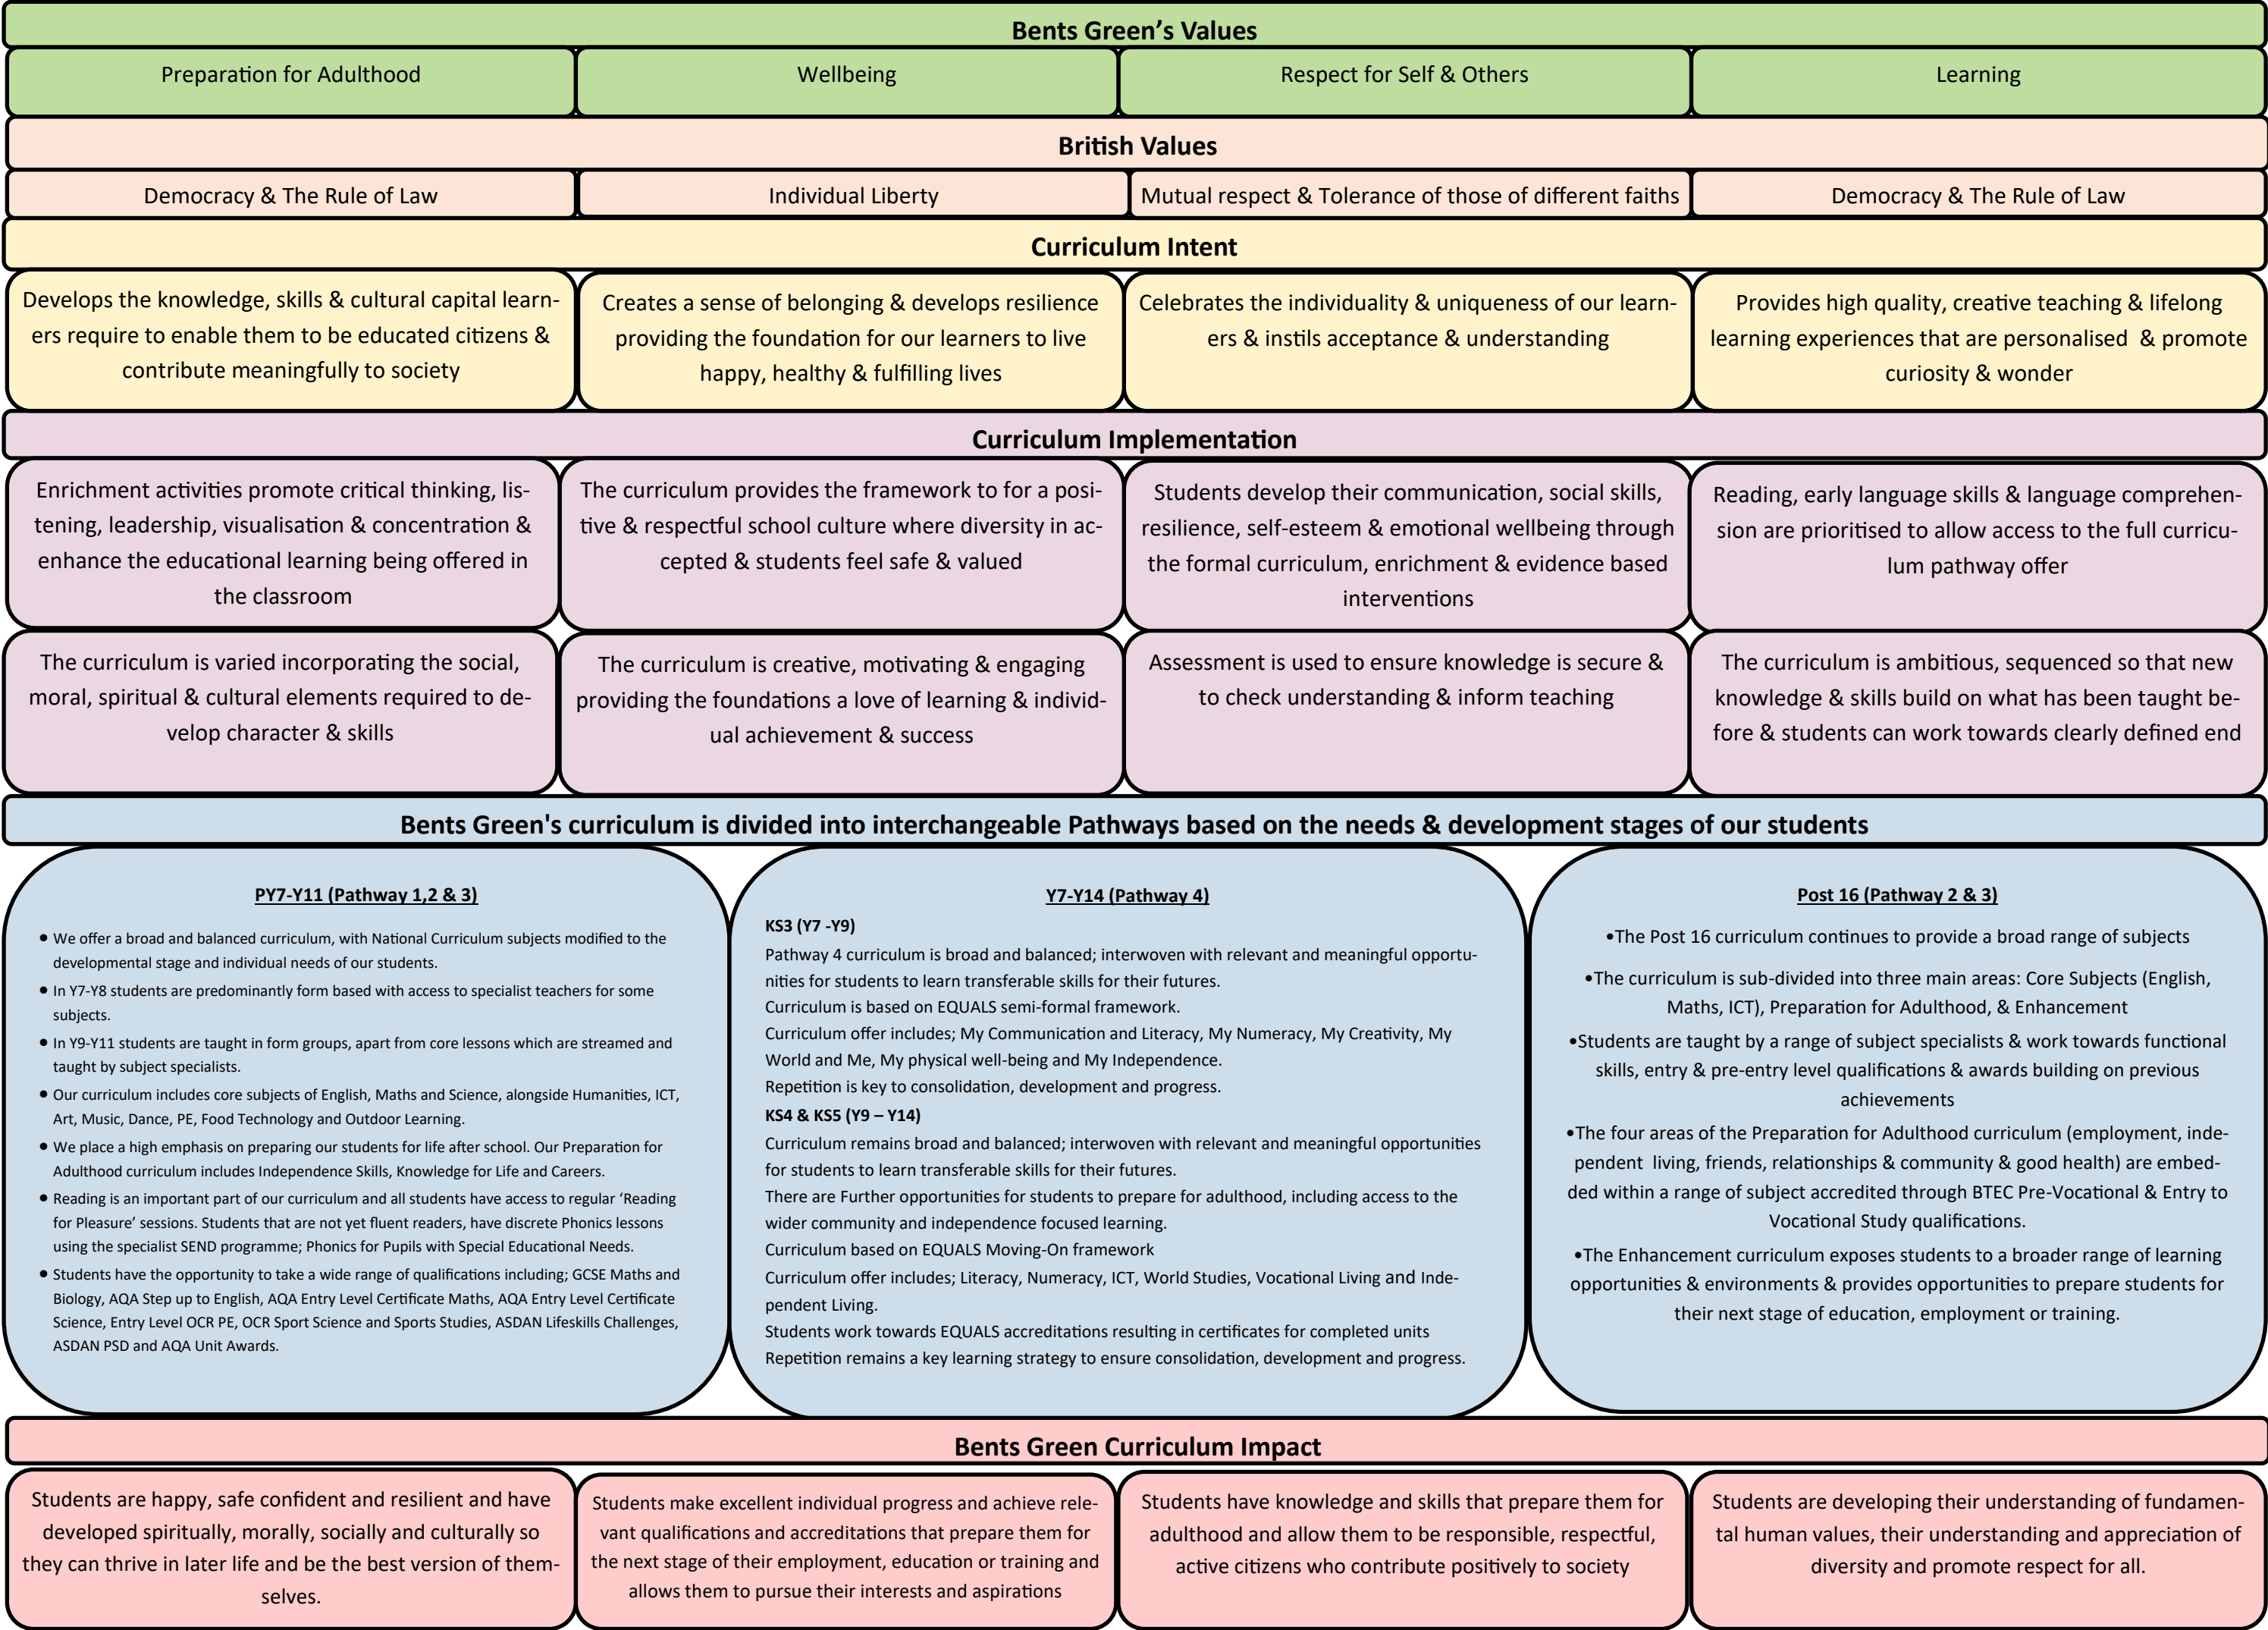 Bents Green’s Values
Preparation for Adulthood
Wellbeing
Respect for Self & Others
Learning
British Values
Democracy & The Rule of Law
Individual Liberty
Mutual respect & Tolerance of those of different faiths
Democracy & The Rule of Law
Curriculum Intent
Develops the knowledge, skills & cultural capital learn-
ers require to enable them to be educated citizens &
contribute meaningfully to society
Creates a sense of belonging & develops resilience
providing the foundation for our learners to live
happy, healthy & fulfilling lives
Celebrates the individuality & uniqueness of our learn-
ers & instils acceptance & understanding
Provides high quality, creative teaching & lifelong
learning experiences that are personalised  & promote
curiosity & wonder
Curriculum Implementation
Enrichment activities promote critical thinking, lis-
tening, leadership, visualisation & concentration &
enhance the educational learning being offered in
the classroom
The curriculum provides the framework to for a posi-
tive & respectful school culture where diversity in ac-
cepted & students feel safe & valued
Students develop their communication, social skills,
resilience, self-esteem & emotional wellbeing through
the formal curriculum, enrichment & evidence based
interventions
Reading, early language skills & language comprehen-
sion are prioritised to allow access to the full curricu-
lum pathway offer
The curriculum is varied incorporating the social,
moral, spiritual & cultural elements required to de-
velop character & skills
The curriculum is creative, motivating & engaging
providing the foundations a love of learning & individ-
ual achievement & success
Assessment is used to ensure knowledge is secure &
to check understanding & inform teaching
The curriculum is ambitious, sequenced so that new
knowledge & skills build on what has been taught be-
fore & students can work towards clearly defined end
Bents Green's curriculum is divided into interchangeable Pathways based on the needs & development stages of our students
PY7-Y11 (Pathway 1,2 & 3)
• We offer a broad and balanced curriculum, with National Curriculum subjects modified to the
developmental stage and individual needs of our students.
• In Y7-Y8 students are predominantly form based with access to specialist teachers for some
subjects.
• In Y9-Y11 students are taught in form groups, apart from core lessons which are streamed and
taught by subject specialists.
• Our curriculum includes core subjects of English, Maths and Science, alongside Humanities, ICT,
Art, Music, Dance, PE, Food Technology and Outdoor Learning.
• We place a high emphasis on preparing our students for life after school. Our Preparation for
Adulthood curriculum includes Independence Skills, Knowledge for Life and Careers.
• Reading is an important part of our curriculum and all students have access to regular ‘Reading
for Pleasure’ sessions. Students that are not yet fluent readers, have discrete Phonics lessons
using the specialist SEND programme; Phonics for Pupils with Special Educational Needs.
• Students have the opportunity to take a wide range of qualifications including; GCSE Maths and
Biology, AQA Step up to English, AQA Entry Level Certificate Maths, AQA Entry Level Certificate
Science, Entry Level OCR PE, OCR Sport Science and Sports Studies, ASDAN Lifeskills Challenges,
ASDAN PSD and AQA Unit Awards.
Y7-Y14 (Pathway 4)
KS3 (Y7 -Y9)
Pathway 4 curriculum is broad and balanced; interwoven with relevant and meaningful opportu-
nities for students to learn transferable skills for their futures.
Curriculum is based on EQUALS semi-formal framework.
Curriculum offer includes; My Communication and Literacy, My Numeracy, My Creativity, My
World and Me, My physical well-being and My Independence.
Repetition is key to consolidation, development and progress.
KS4 & KS5 (Y9 – Y14)
Curriculum remains broad and balanced; interwoven with relevant and meaningful opportunities
for students to learn transferable skills for their futures.
There are Further opportunities for students to prepare for adulthood, including access to the
wider community and independence focused learning.
Curriculum based on EQUALS Moving-On framework
Curriculum offer includes; Literacy, Numeracy, ICT, World Studies, Vocational Living and Inde-
pendent Living.
Students work towards EQUALS accreditations resulting in certificates for completed units
Repetition remains a key learning strategy to ensure consolidation, development and progress.
Post 16 (Pathway 2 & 3)
•The Post 16 curriculum continues to provide a broad range of subjects
•The curriculum is sub-divided into three main areas: Core Subjects (English,
Maths, ICT), Preparation for Adulthood, & Enhancement
•Students are taught by a range of subject specialists & work towards functional
skills, entry & pre-entry level qualifications & awards building on previous
achievements
•The four areas of the Preparation for Adulthood curriculum (employment, inde-
pendent  living, friends, relationships & community & good health) are embed-
ded within a range of subject accredited through BTEC Pre-Vocational & Entry to
Vocational Study qualifications.
•The Enhancement curriculum exposes students to a broader range of learning
opportunities & environments & provides opportunities to prepare students for
their next stage of education, employment or training.
Bents Green Curriculum Impact
Students are happy, safe confident and resilient and have
developed spiritually, morally, socially and culturally so
they can thrive in later life and be the best version of them-
selves.
Students make excellent individual progress and achieve rele-
vant qualifications and accreditations that prepare them for
the next stage of their employment, education or training and
allows them to pursue their interests and aspirations
Students have knowledge and skills that prepare them for
adulthood and allow them to be responsible, respectful,
active citizens who contribute positively to society
Students are developing their understanding of fundamen-
tal human values, their understanding and appreciation of
diversity and promote respect for all.